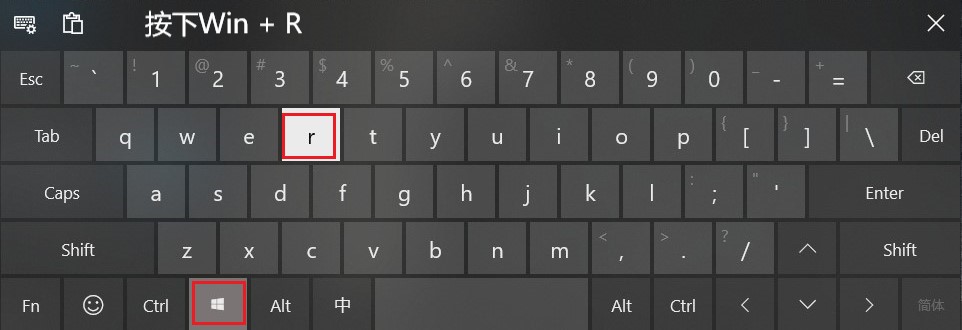 按下Win + R
Esc ~ ` ! 1 @ 2 # 3 $ 4 % 5 ^ 6 & 7 * 8 ( 9 ) 0 _ - + =
Tab q w e r t y u i o p { [ } ] | \ Del
Caps a s d f g h j k l : ; " ' Enter
Shift z x c v b n m < , > . ? / Shift
Fn Ctrl Alt 中 Alt Ctrl 简体